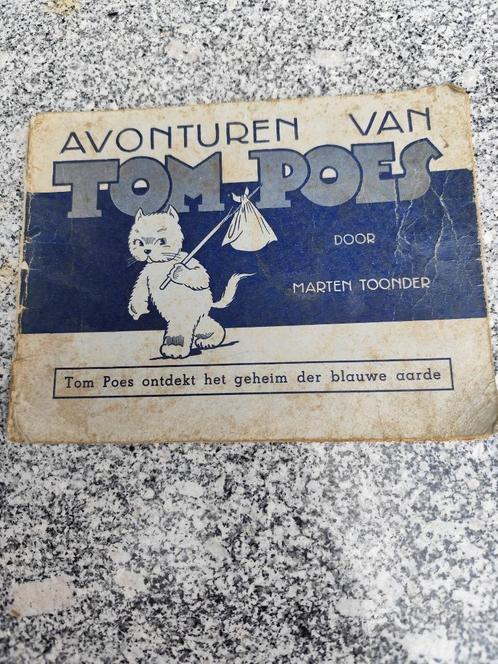 AVONTUREN VAN
TOM POES
DOOR
MARTEN TOONDER
Tom Poes ontdekt het geheim der blauwe aarde